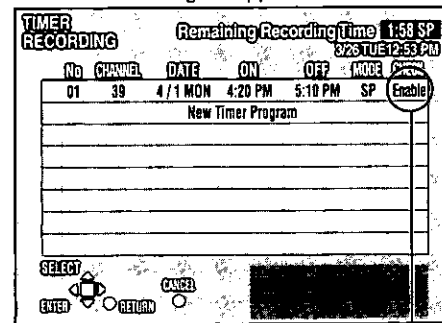 TIMER
RECORDING
Remaining Recording Time 1:58 SP
3/26 TUE 12:53 PM
No CHANNEL DATE ON OFF MODE CHECK
01 39 4/1 MON 4:20 PM 5:10 PM SP Enable
New Timer Program
SELECT
CANCEL
ENTER RETURN